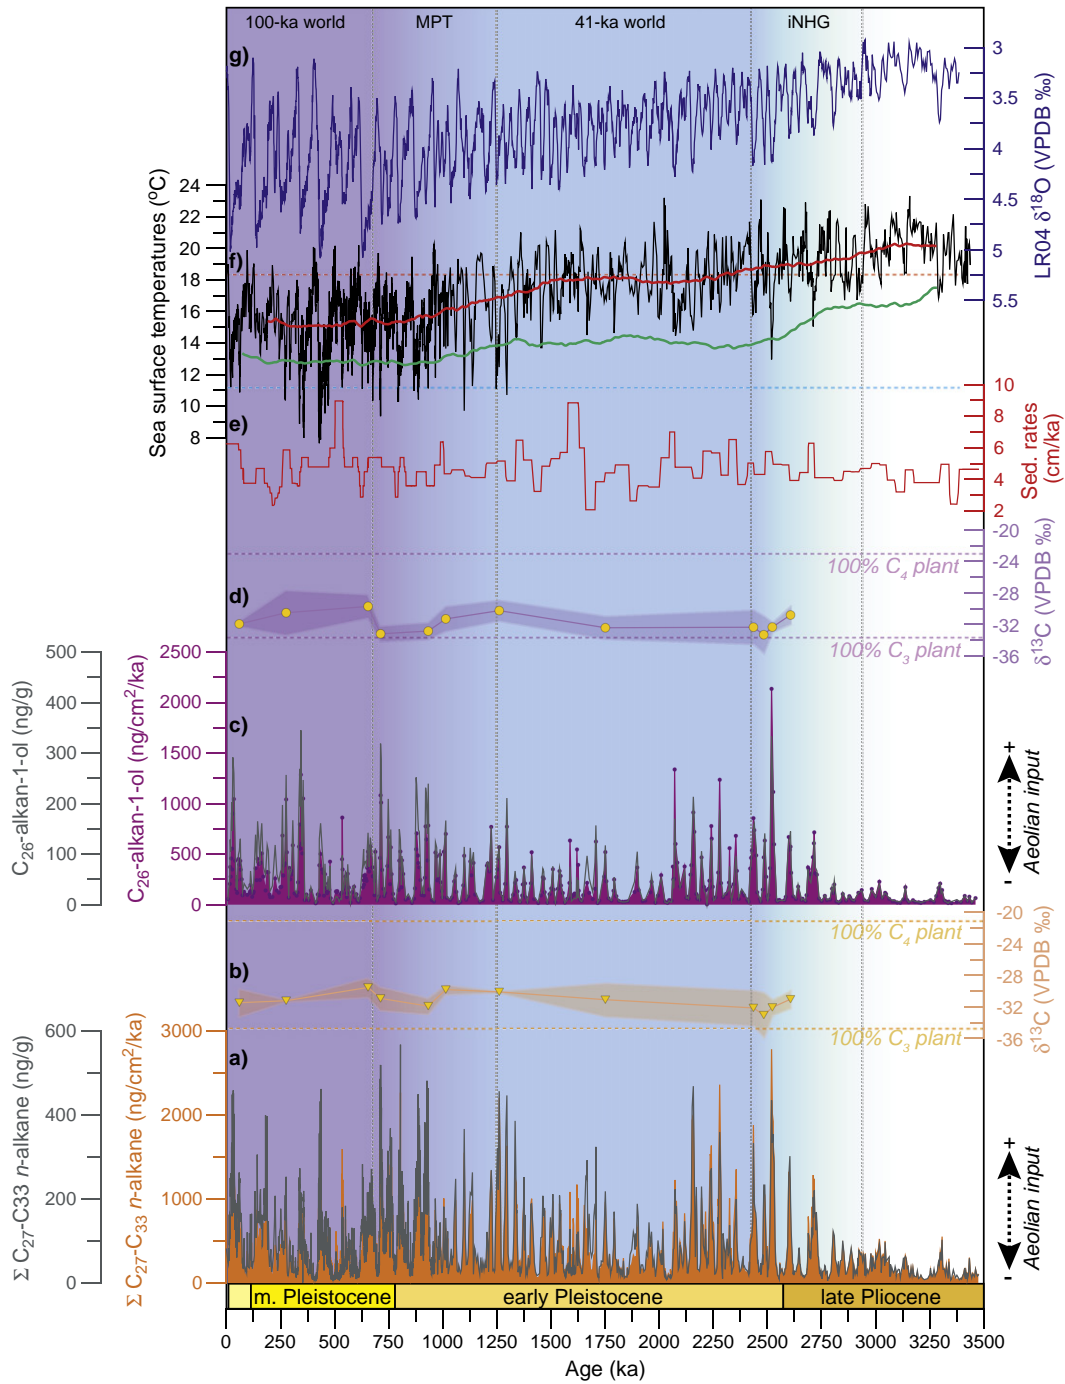 100-ka world
MPT
41-ka world
iNHG
g)
3
3.5
4
4.5
5
5.5
LR04 δ18O (VPDB ‰)
24
22
20
18
16
14
12
10
8
Sea surface temperatures (oC)
f)
e)
10
8
6
4
2
Sed. rates
(cm/ka)
-20
-24
-28
-32
-36
δ13C (VPDB ‰)
100% C4 plant
d)
100% C3 plant
500
400
300
200
100
0
C26-alkan-1-ol (ng/g)
2500
2000
1500
1000
500
0
C26-alkan-1-ol (ng/cm2/ka)
c)
+
Aeolian input
-
-20
-24
-28
-32
-36
δ13C (VPDB ‰)
100% C4 plant
b)
100% C3 plant
600
400
200
0
Σ C27-C33 n-alkane (ng/g)
3000
2000
1000
0
Σ C27-C33 n-alkane (ng/cm2/ka)
a)
+
Aeolian input
-
m. Pleistocene
early Pleistocene
late Pliocene
0 250 500 750 1000 1250 1500 1750 2000 2250 2500 2750 3000 3250 3500
Age (ka)